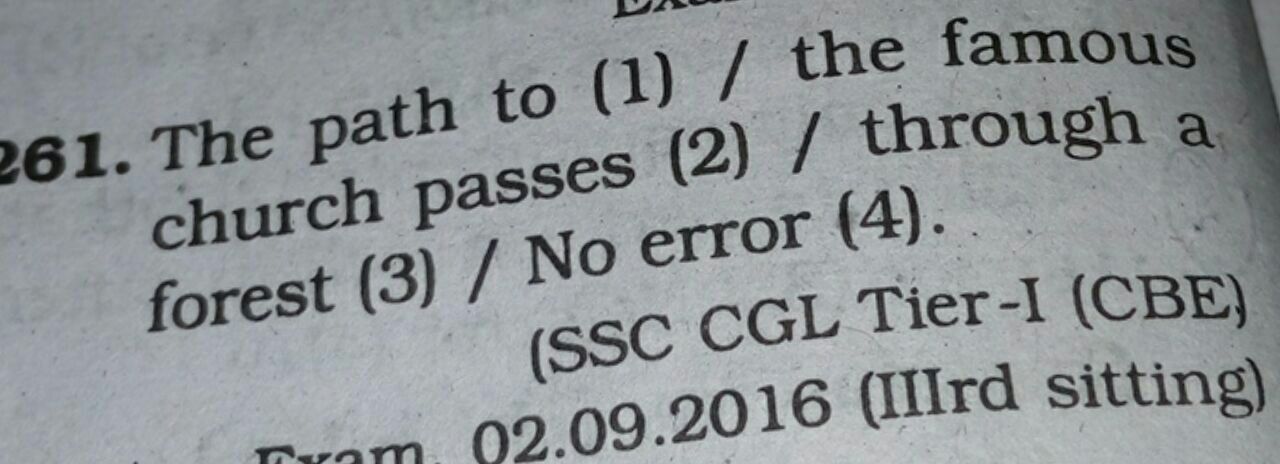 261. The path to (1) / the famous
church passes (2) / through a
forest (3) / No error (4).
(SSC CGL Tier-I (CBE)
Exam. 02.09.2016 (IIIrd sitting)